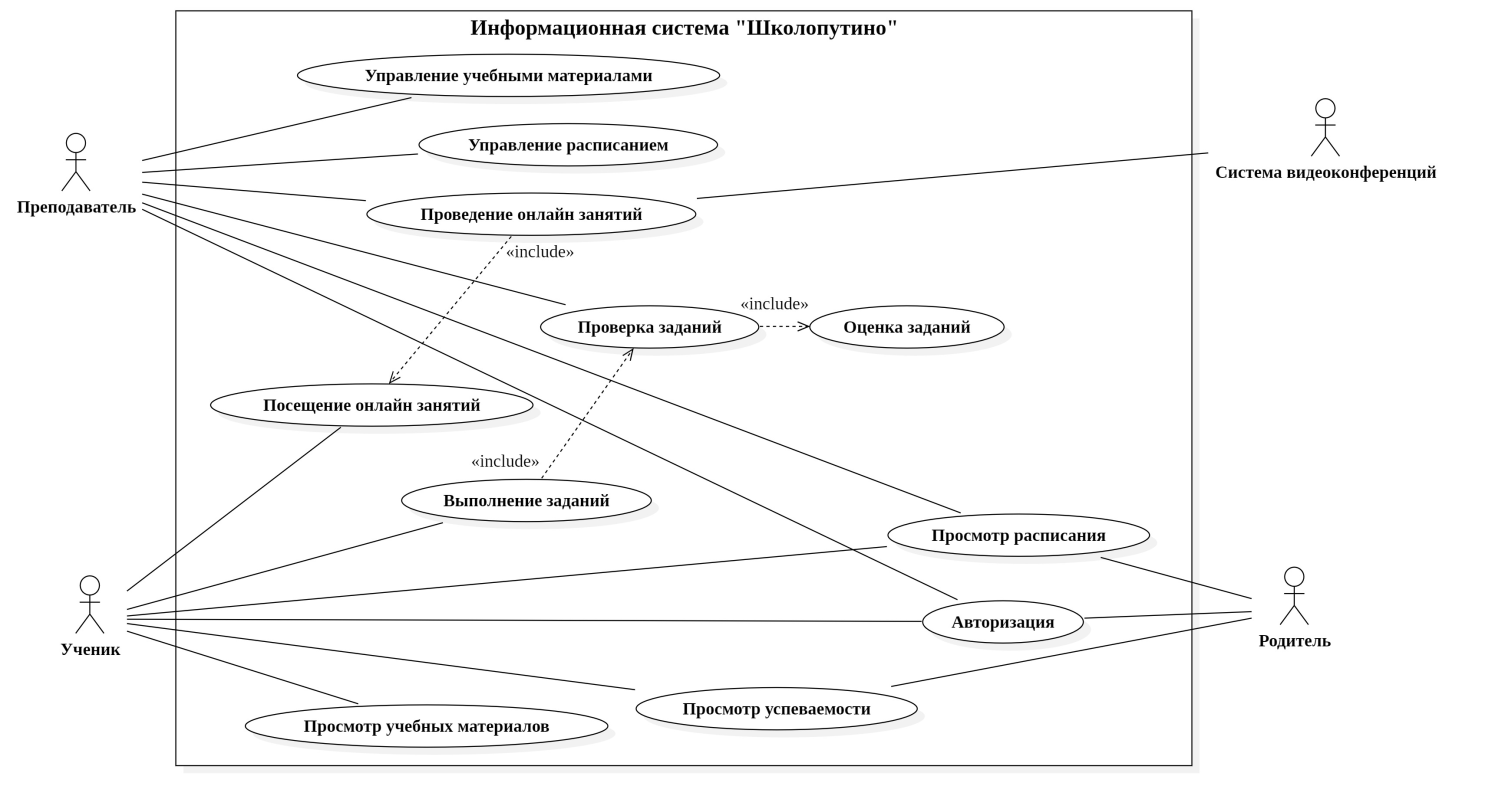 Информационная система "Школопутино"
Управление учебными материалами
Управление расписанием
Система видеоконференций
Преподаватель
Проведение онлайн занятий
«include»
«include»
Проверка заданий
Оценка заданий
Посещение онлайн занятий
«include»
Выполнение заданий
Просмотр расписания
Авторизация
Родитель
Ученик
Просмотр успеваемости
Просмотр учебных материалов